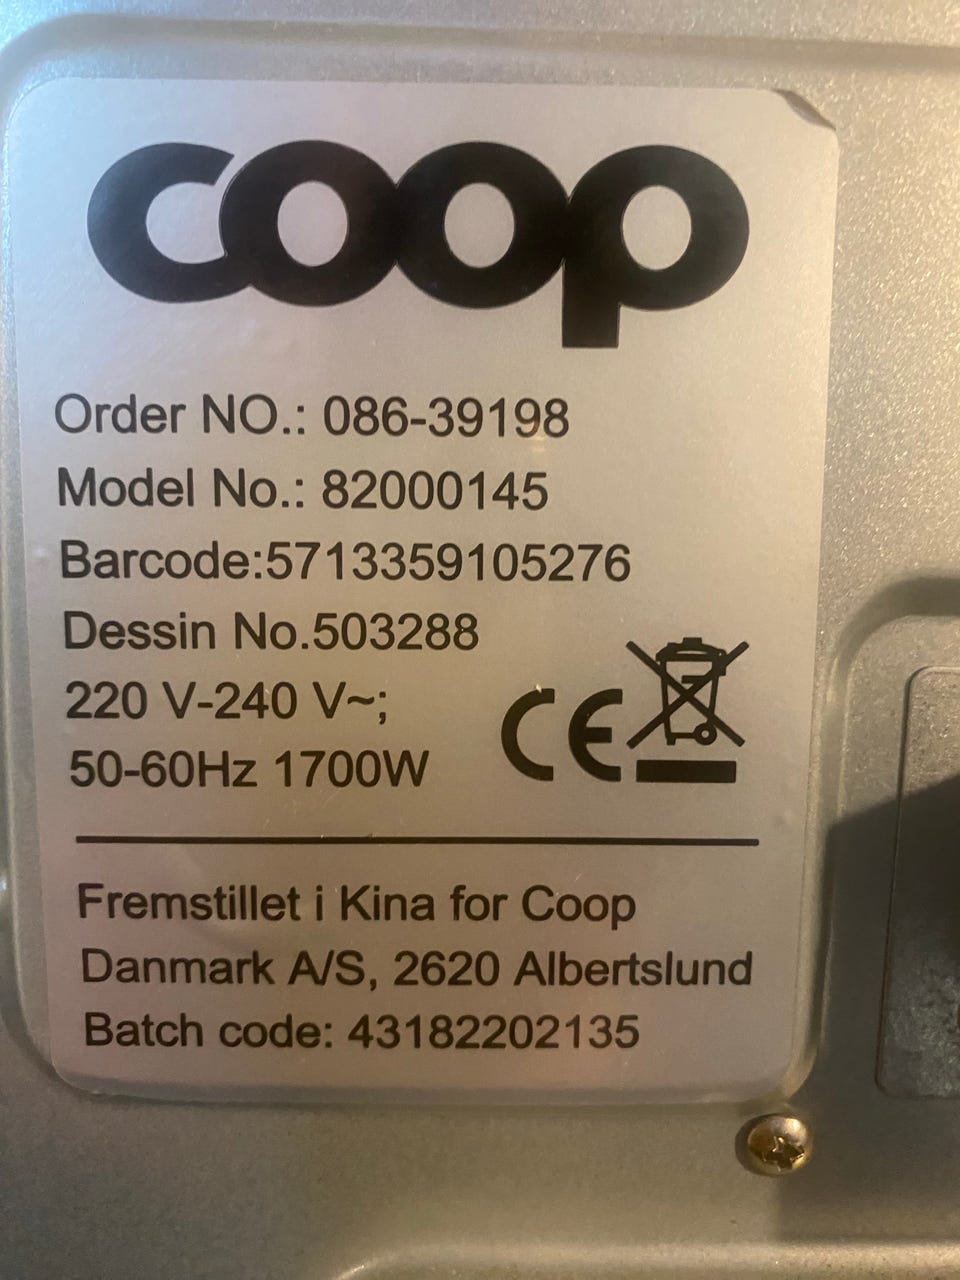 coop
Order NO.: 086-39198
Model No.: 82000145
Barcode:5713359105276
Dessin No.503288
220 V-240 V~;
50-60Hz 1700W
CE
Fremstillet i Kina for Coop
Danmark A/S, 2620 Albertslund
Batch code: 43182202135